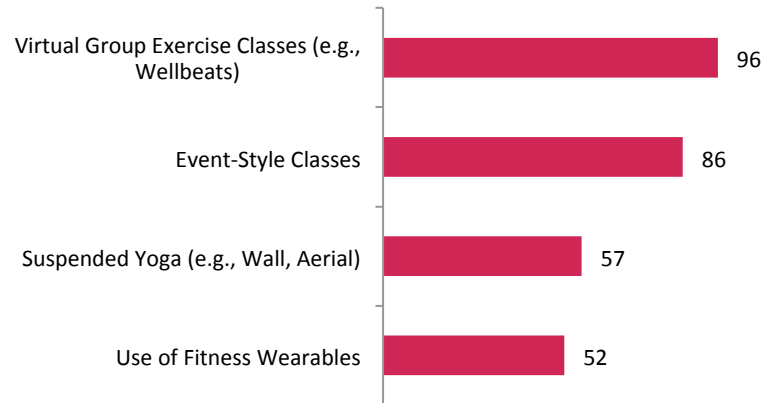 Virtual Group Exercise Classes (e.g.,
Wellbeats)
96
Event-Style Classes
86
Suspended Yoga (e.g., Wall, Aerial)
57
Use of Fitness Wearables
52